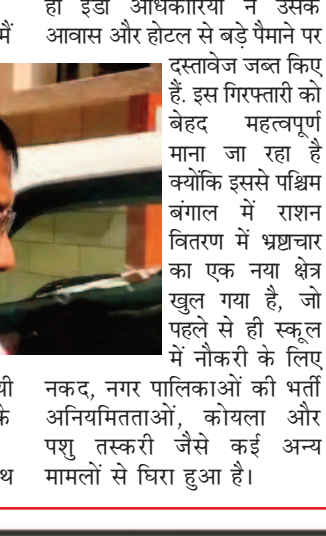 ही ईडी अधिकारियों ने उसके
में
आवास और होटल से बड़े पैमाने पर
दस्तावेज जब्त किए
हैं. इस गिरफ्तारी को
बेहद महत्वपूर्ण
माना जा रहा है
क्योंकि इससे पश्चिम
बंगाल में राशन
वितरण में भ्रष्टाचार
का एक नया क्षेत्र
खुल गया है, जो
पहले से ही स्कूल
में नौकरी के लिए
नकद, नगर पालिकाओं की भर्ती
अनियमितताओं, कोयला और
पशु तस्करी जैसे कई अन्य
मामलों से घिरा हुआ है।